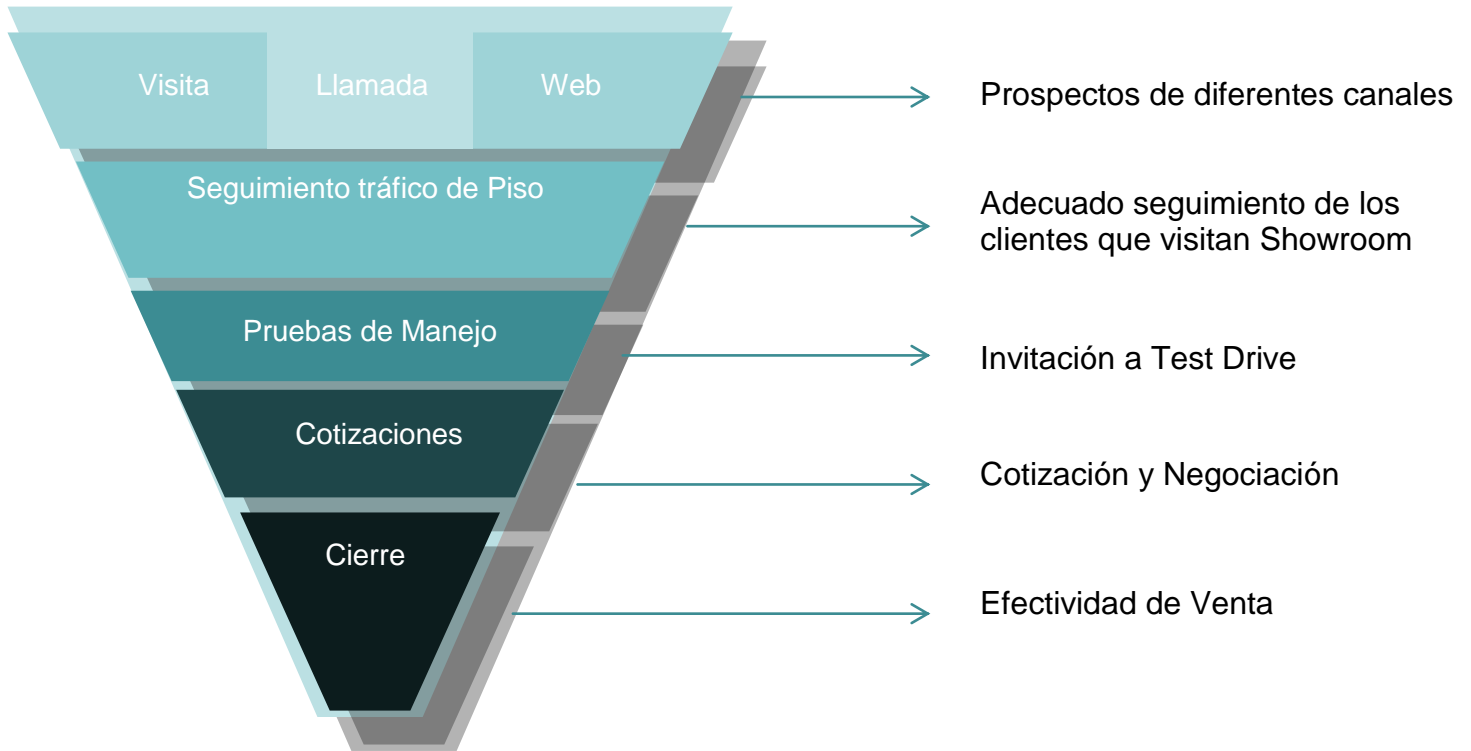 Visita
Llamada
Web
Prospectos de diferentes canales
Seguimiento tráfico de Piso
Adecuado seguimiento de los
clientes que visitan Showroom
Pruebas de Manejo
Invitación a Test Drive
Cotizaciones
Cotización y Negociación
Cierre
Efectividad de Venta